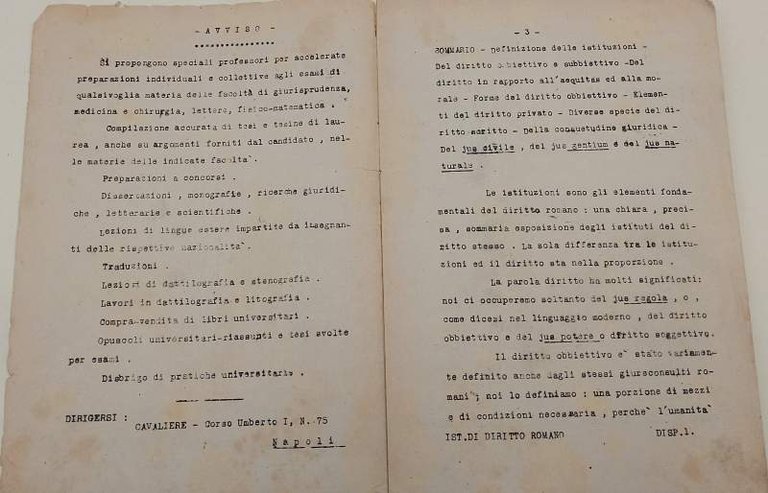 - AVVISO -
Si propongono speciali professori per accelerate
preparazioni individuali e collettive agli esami di
qualsivoglia materia delle facoltà di giurisprudenza,
medicina e chirurgia, lettere, fisico-matematica .
Compilazione accurata di tesi e tesine di lau-
rea , anche su argomenti forniti dal candidato , nel-
le materie delle indicate facolta`.
Preparazioni a concorsi .
Dissertazioni , monografie , ricerche giuridi-
che , letterarie e scientifiche .
Lezioni di lingue estere impartite da insegnan-
ti delle rispettive nazionalita`.
Traduzioni .
Lezioni di dattilografia e stenografia .
Lavori in dattilografia e litografia .
Compra-vendita di libri universitari .
Opuscoli universitari-riassunti e tesi svolte
per esami .
Disbrigo di pratiche universitarie .
DIRIGERSI :
CAVALIERE - Corso Umberto I, N. 75
Napoli
- 3 -
SOMMARIO - Definizione delle istituzioni -
Del diritto obbiettivo e subbiettivo -Del
diritto in rapporto all'aequitas ed alla mo-
rale - Forme del diritto obbiettivo - Elemen-
ti del diritto privato - Diverse specie del di-
ritto scritto - Della consuetudine giuridica -
Del jus civile , del jus gentium e del jus na-
turale .
Le istituzioni sono gli elementi fonda-
mentali del diritto romano : una chiara , preci-
sa , sommaria esposizione degli istituti del di-
ritto stesso . La sola differenza tra le istitu-
zioni ed il diritto sta nella proporzione .
La parola diritto ha molti significati:
noi ci occuperemo soltanto del jus regola , o ,
come dicesi nel linguaggio moderno , del diritto
obbiettivo e del jus potere o diritto soggettivo.
Il diritto obbiettivo e` stato variamen-
te definito anche dagli stessi giureconsulti ro-
mani ; noi lo definiamo : una porzione di mezzi
e di condizioni necessaria , perche` l'umanità
IST.DI DIRITTO ROMANO
DISP.1.